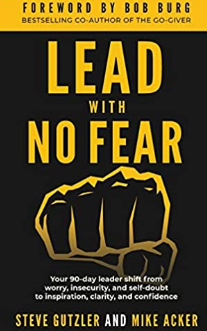 FOREWORD BY BOB BURG
BESTSELLING CO-AUTHOR OF THE GO-GIVER
LEAD
WITH
NO FEAR
Your 90-day leader shift from
worry, insecurity, and self-doubt
to inspiration, clarity, and confidence
STEVE GUTZLER AND MIKE ACKER